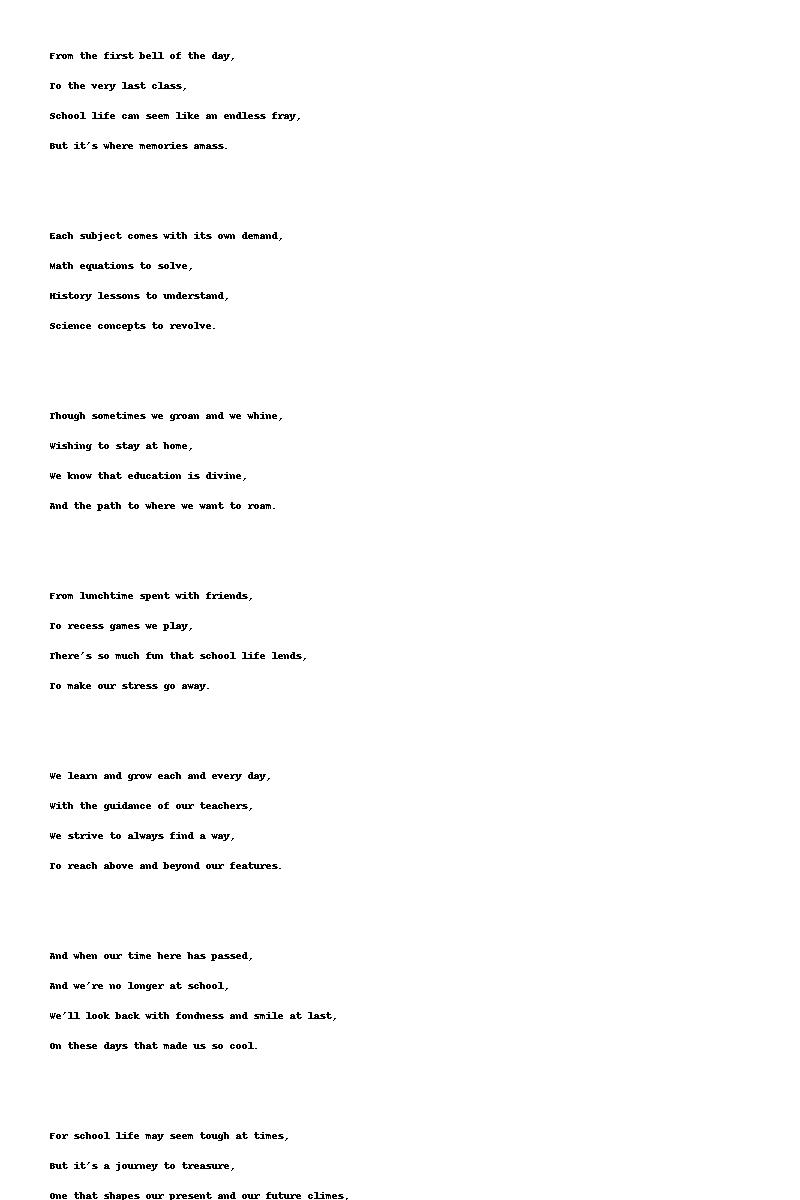 From the first bell of the day,
To the very last class,
School life can seem like an endless fray,
But it's where memories amass.
Each subject comes with its own demand,
Math equations to solve,
History lessons to understand,
Science concepts to revolve.
Though sometimes we groan and we whine,
Wishing to stay at home,
We know that education is divine,
And the path to where we want to roam.
From lunchtime spent with friends,
To recess games we play,
There's so much fun that school life lends,
To make our stress go away.
We learn and grow each and every day,
With the guidance of our teachers,
We strive to always find a way,
To reach above and beyond our features.
And when our time here has passed,
And we're no longer at school,
We'll look back with fondness and smile at last,
On these days that made us so cool.
For school life may seem tough at times,
But it's a journey to treasure,
One that shapes our present and our future climes,